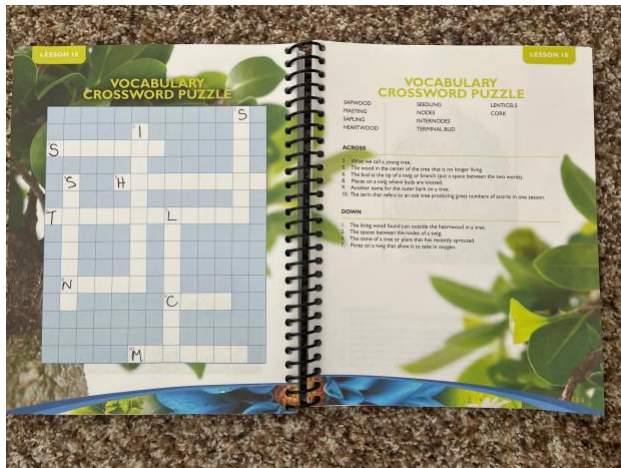 LESSON 10
VOCABULARY
CROSSWORD PUZZLE
S
I
S
S H
T L
N
C
M
LESSON 10
VOCABULARY
CROSSWORD PUZZLE
SAPWOOD SEEDLING LENTICELS
MASTING NODES CORK
SAPLING INTERNODES
HEARTWOOD TERMINAL BUD
ACROSS
What we call a young tree.
The wood in the center of the tree that is no longer living.
The bud at the tip of a twig or branch (put a space between the two words).
Places on a twig where buds are located.
9. Another name for the outer bark on a tree.
10. The term that refers to an oak tree producing great numbers of acorns in one season.
DOWN
1. The living wood found just outside the heartwood in a tree.
The spaces between the nodes of a twig.
The name of a tree or plant that has recently sprouted.
Pores on a twig that allow it to take in oxygen.